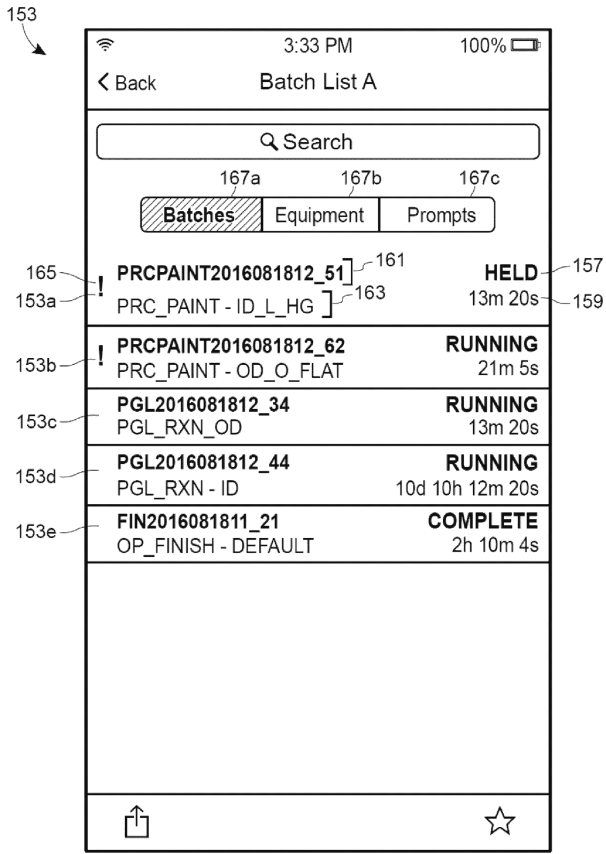 153
3:33 PM 100%
Back Batch List A
Search
167a 167b 167c
Batches Equipment Prompts
165 ! PRCPAINT2016081812_51 161 HELD 157
153a PRC_PAINT - ID_L_HG 163 13m 20s 159
153b ! PRCPAINT2016081812_62 RUNNING
PRC_PAINT - OD_O_FLAT 21m 5s
153c PGL2016081812_34 RUNNING
PGL_RXN_OD 13m 20s
153d PGL2016081812_44 RUNNING
PGL_RXN - ID 10d 10h 12m 20s
153e FIN2016081811_21 COMPLETE
OP_FINISH - DEFAULT 2h 10m 4s